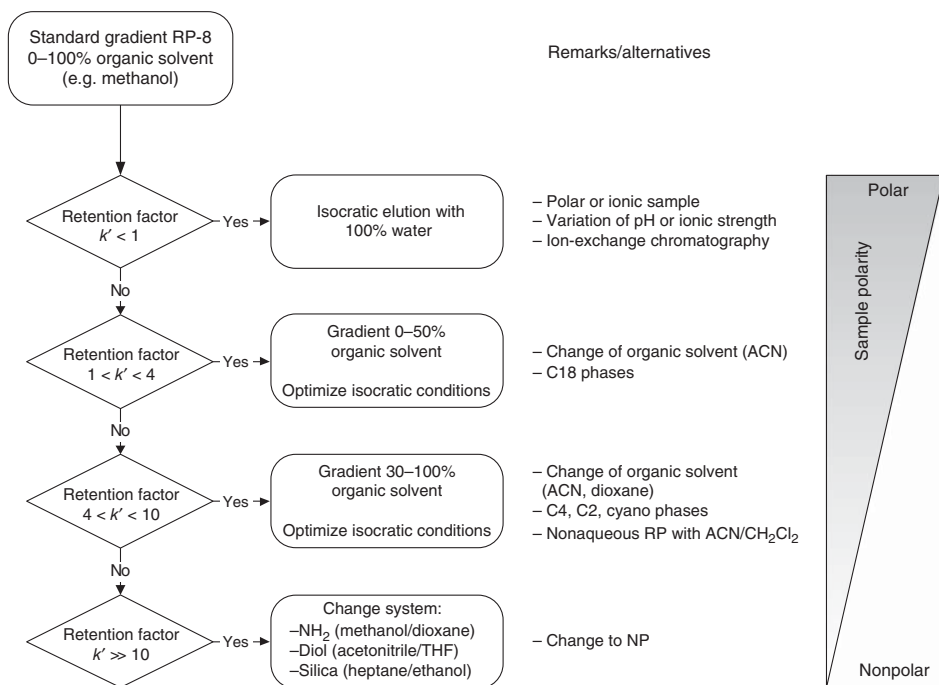 Standard gradient RP-8
0–100% organic solvent
(e.g. methanol)
Remarks/alternatives
Retention factor
k′ < 1
Yes
Isocratic elution with
100% water
– Polar or ionic sample
– Variation of pH or ionic strength
– Ion-exchange chromatography
No
Retention factor
1 < k′ < 4
Yes
Gradient 0–50%
organic solvent
Optimize isocratic conditions
– Change of organic solvent (ACN)
– C18 phases
No
Retention factor
4 < k′ < 10
Yes
Gradient 30–100%
organic solvent
Optimize isocratic conditions
– Change of organic solvent
(ACN, dioxane)
– C4, C2, cyano phases
– Nonaqueous RP with ACN/CH₂Cl₂
No
Retention factor
k′ ≫ 10
Yes
Change system:
–NH₂ (methanol/dioxane)
–Diol (acetonitrile/THF)
–Silica (heptane/ethanol)
– Change to NP
Polar
Sample polarity
Nonpolar